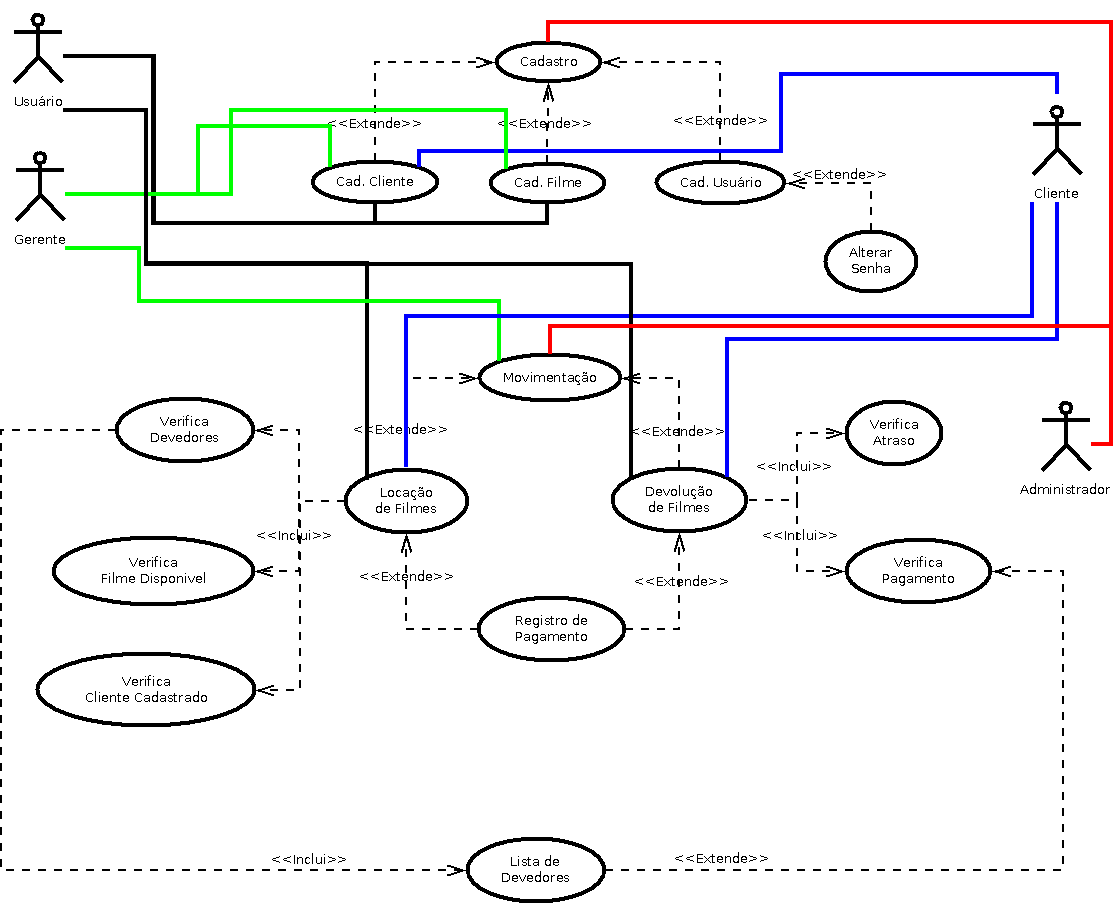 Cadastro
Usuário
<<Extende>>
<<Extende>>
<<Extende>>
Cad. Cliente
Cad. Filme
Cad. Usuário
<<Extende>>
Cliente
Gerente
Alterar
Senha
Movimentação
Verifica
Devedores
<<Extende>>
<<Extende>>
Verifica
Atraso
<<Inclui>>
Administrador
Locação
de Filmes
Devolução
de Filmes
<<Inclui>>
<<Inclui>>
Verifica
Filme Disponivel
<<Extende>>
<<Extende>>
Verifica
Pagamento
Registro de
Pagamento
Verifica
Cliente Cadastrado
<<Inclui>>
Lista de
Devedores
<<Extende>>